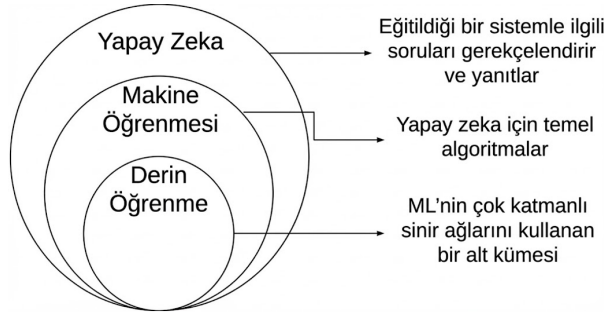 Yapay Zeka
Makine
Öğrenmesi
Derin
Öğrenme
Eğitildiği bir sistemle ilgili
soruları gerekçelendirir
ve yanıtlar
Yapay zeka için temel
algoritmalar
ML’nin çok katmanlı
sinir ağlarını kullanan
bir alt kümesi